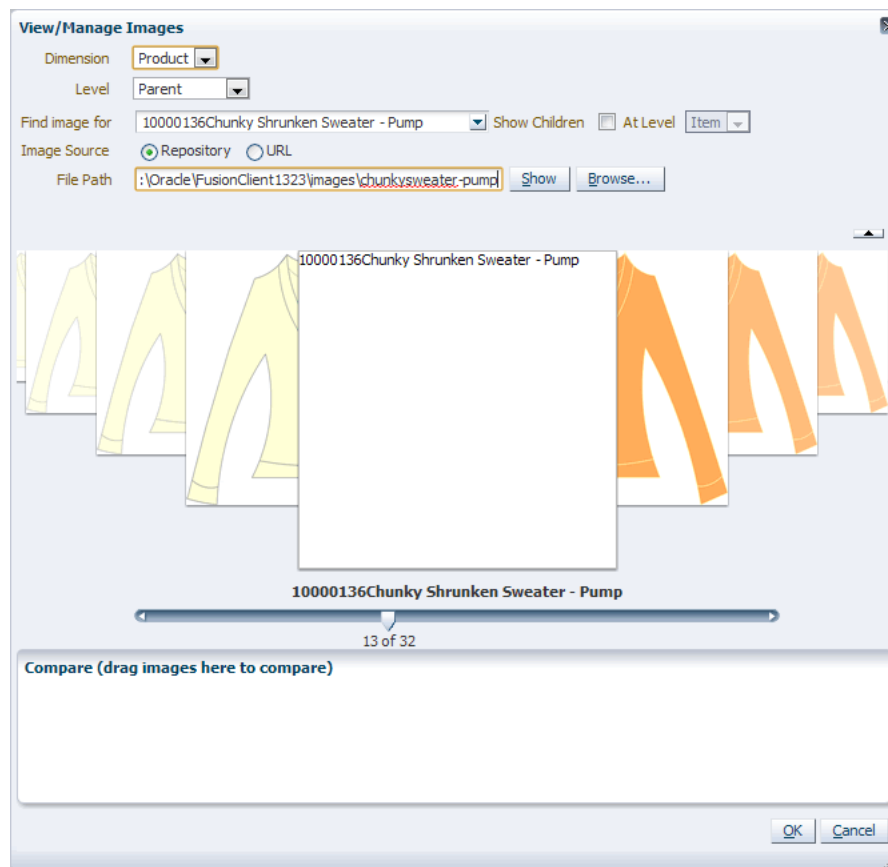 View/Manage Images
Dimension Product
Level Parent
Find image for 10000136Chunky Shrunken Sweater - Pump Show Children At Level Item
Image Source Repository URL
File Path :\Oracle\FusionClient1323\images\chunkysweater-pump Show Browse...
10000136Chunky Shrunken Sweater - Pump
10000136Chunky Shrunken Sweater - Pump
13 of 32
Compare (drag images here to compare)
OK Cancel